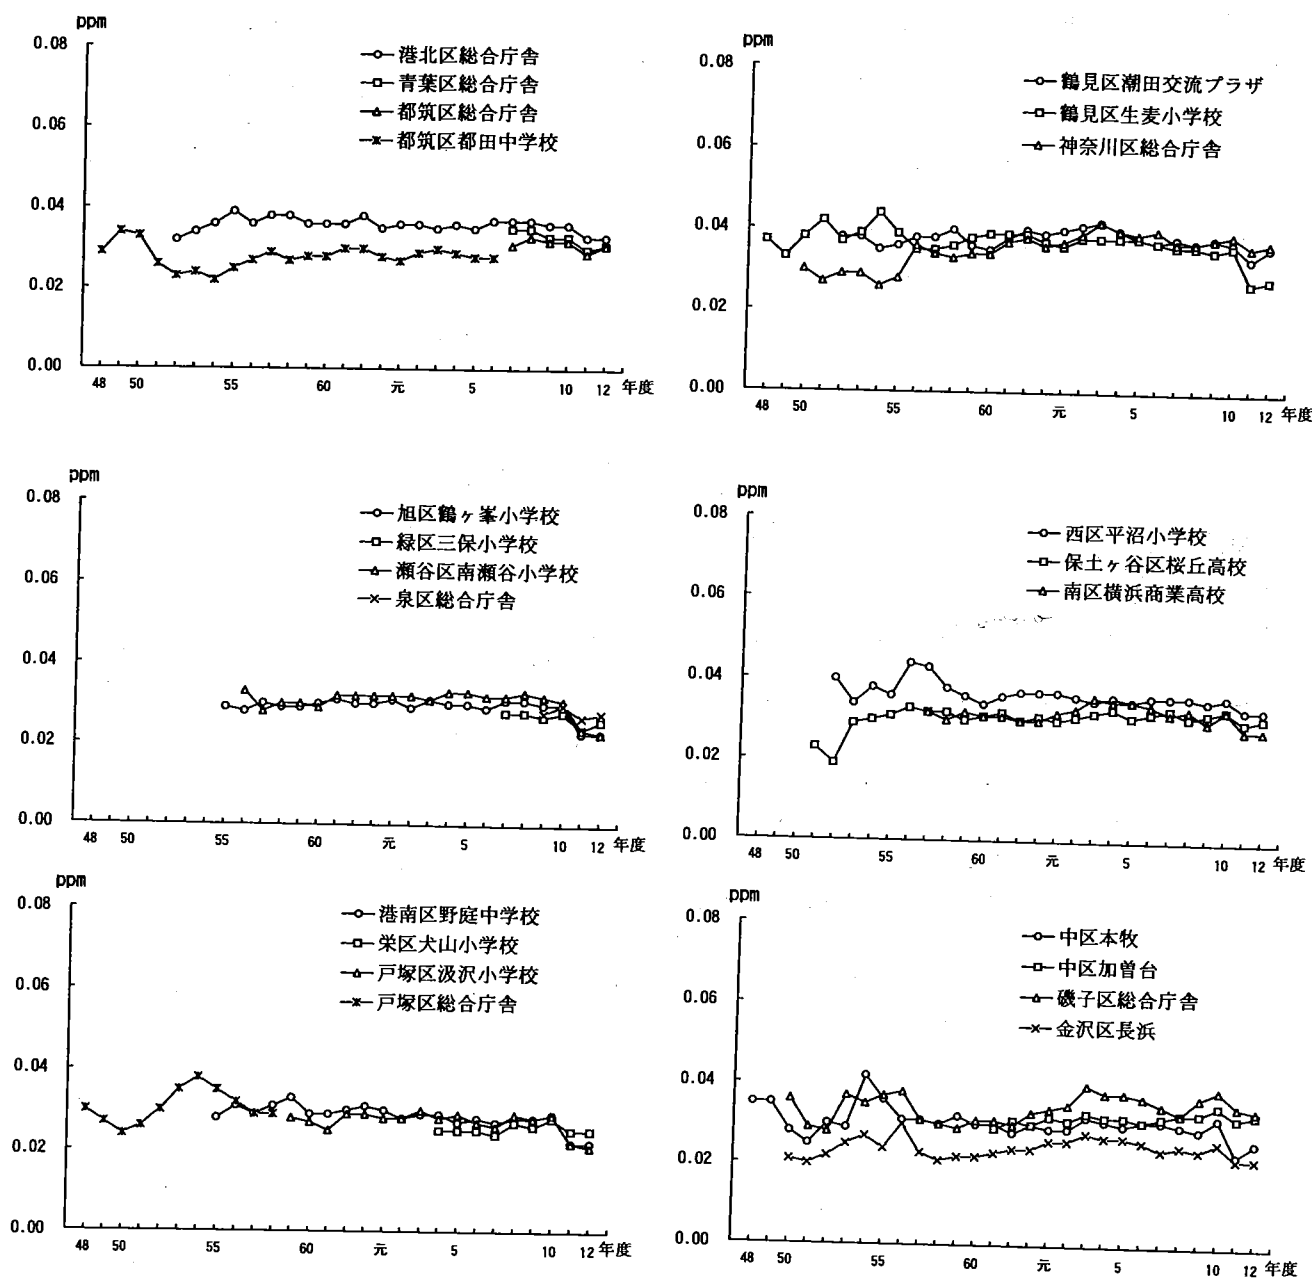 ppm
0.08
0.06
0.04
0.02
0.00
港北区総合庁舎
青葉区総合庁舎
都筑区総合庁舎
都筑区都田中学校
48 50 55 60 元 5 10 12 年度
ppm
0.08
0.06
0.04
0.02
0.00
鶴見区潮田交流プラザ
鶴見区生麦小学校
神奈川区総合庁舎
48 50 55 60 元 5 10 12 年度
ppm
0.08
0.06
0.04
0.02
0.00
旭区鶴ヶ峯小学校
緑区三保小学校
瀬谷区南瀬谷小学校
泉区総合庁舎
48 50 55 60 元 5 10 12 年度
ppm
0.08
0.06
0.04
0.02
0.00
西区平沼小学校
保土ヶ谷区桜丘高校
南区横浜商業高校
48 50 55 60 元 5 10 12 年度
ppm
0.08
0.06
0.04
0.02
0.00
港南区野庭中学校
栄区犬山小学校
戸塚区汲沢小学校
戸塚区総合庁舎
48 50 55 60 元 5 10 12 年度
ppm
0.08
0.06
0.04
0.02
0.00
中区本牧
中区加曽台
磯子区総合庁舎
金沢区長浜
48 50 55 60 元 5 10 12 年度